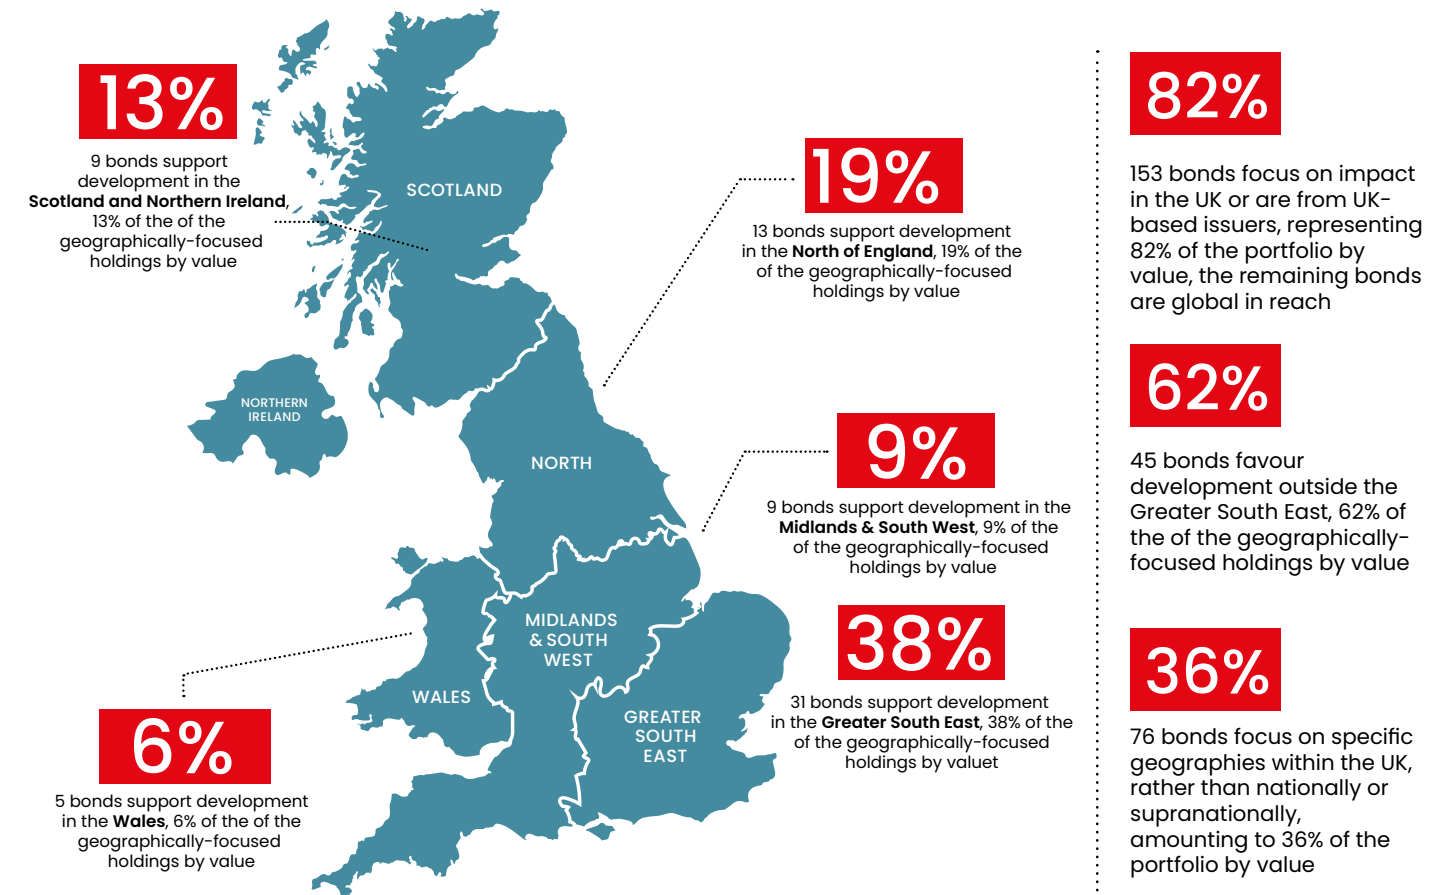 13%
9 bonds support
development in the
Scotland and Northern Ireland,
13% of the of the
geographically-focused
holdings by value
SCOTLAND
NORTHERN
IRELAND
19%
13 bonds support development
in the North of England, 19% of the
of the geographically-focused
holdings by value
NORTH
9%
9 bonds support development in the
Midlands & South West, 9% of the
of the geographically-focused
holdings by value
MIDLANDS
& SOUTH
WEST
38%
31 bonds support development
in the Greater South East, 38% of the
of the geographically-focused
holdings by valuet
GREATER
SOUTH
EAST
WALES
6%
5 bonds support development
in the Wales, 6% of the of the
geographically-focused
holdings by value
82%
153 bonds focus on impact
in the UK or are from UK-
based issuers, representing
82% of the portfolio by
value, the remaining bonds
are global in reach
62%
45 bonds favour
development outside the
Greater South East, 62% of
the of the geographically-
focused holdings by value
36%
76 bonds focus on specific
geographies within the UK,
rather than nationally or
supranationally,
amounting to 36% of the
portfolio by value